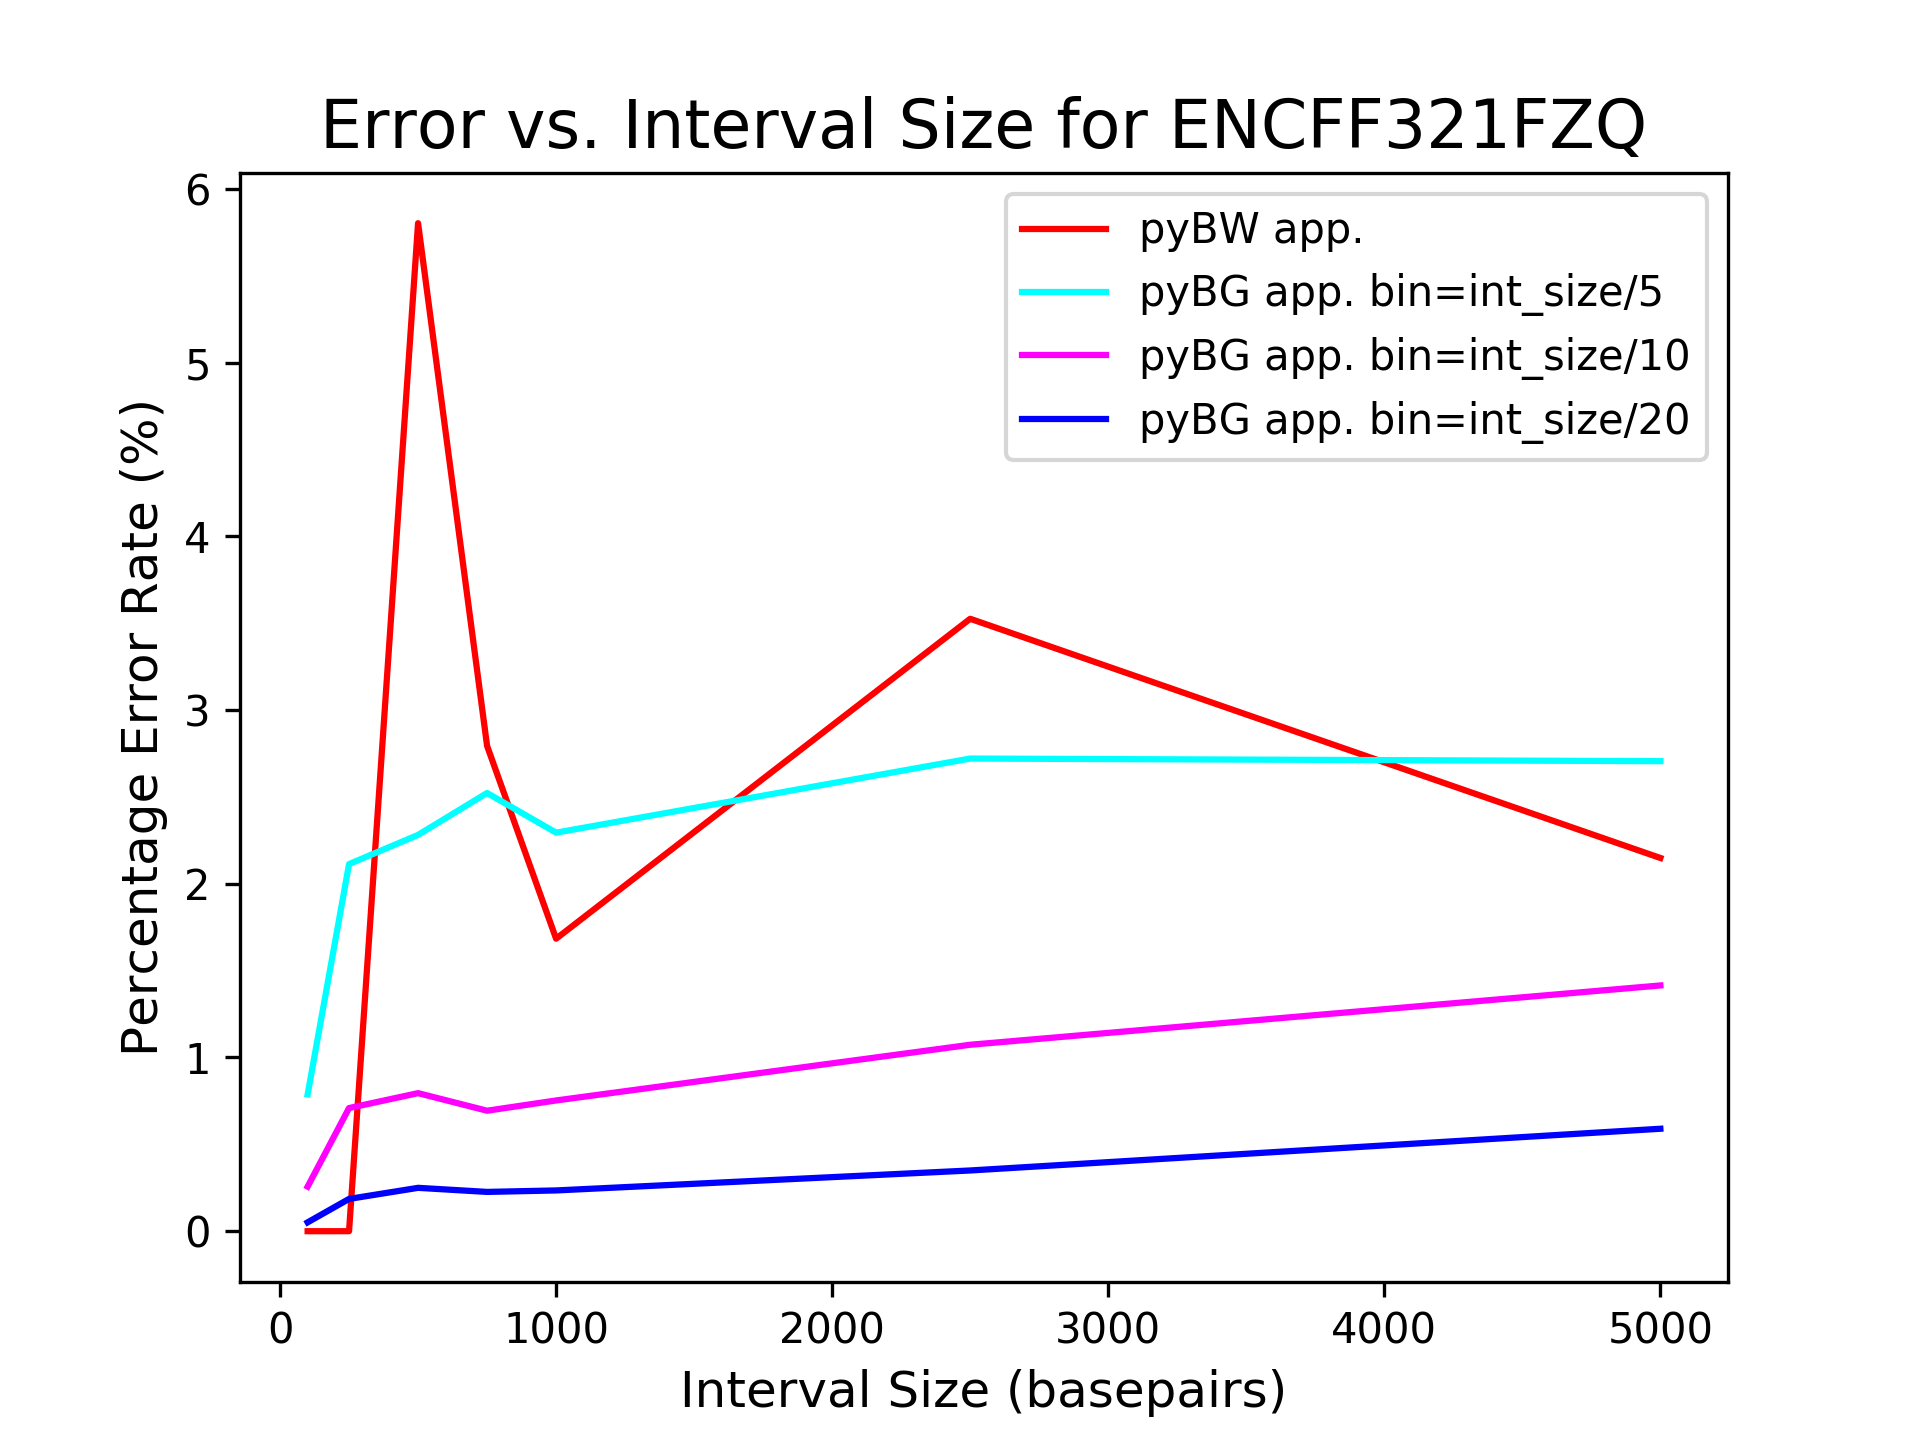 Error vs. Interval Size for ENCFF321FZQ
pyBW app.
pyBG app. bin=int_size/5
pyBG app. bin=int_size/10
pyBG app. bin=int_size/20
Percentage Error Rate (%)
6
5
4
3
2
1
0
0 1000 2000 3000 4000 5000
Interval Size (basepairs)